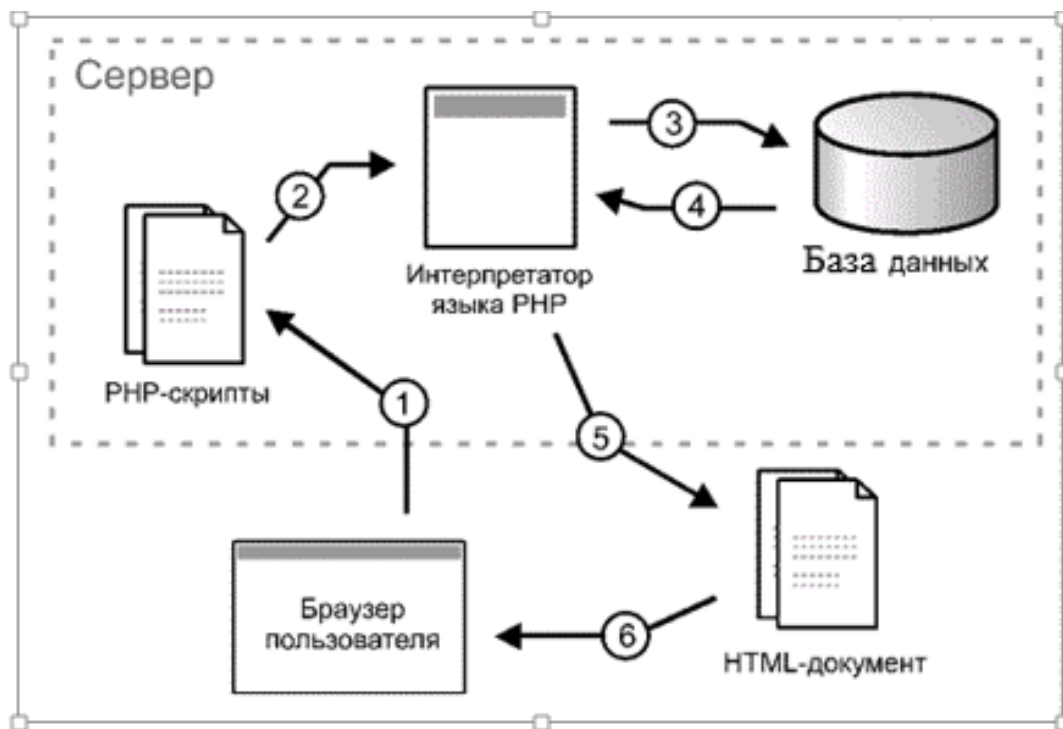 Сервер
3
2
4
База данных
Интерпретатор
языка PHP
PHP-скрипты
1
5
Браузер
пользователя
6
HTML-документ